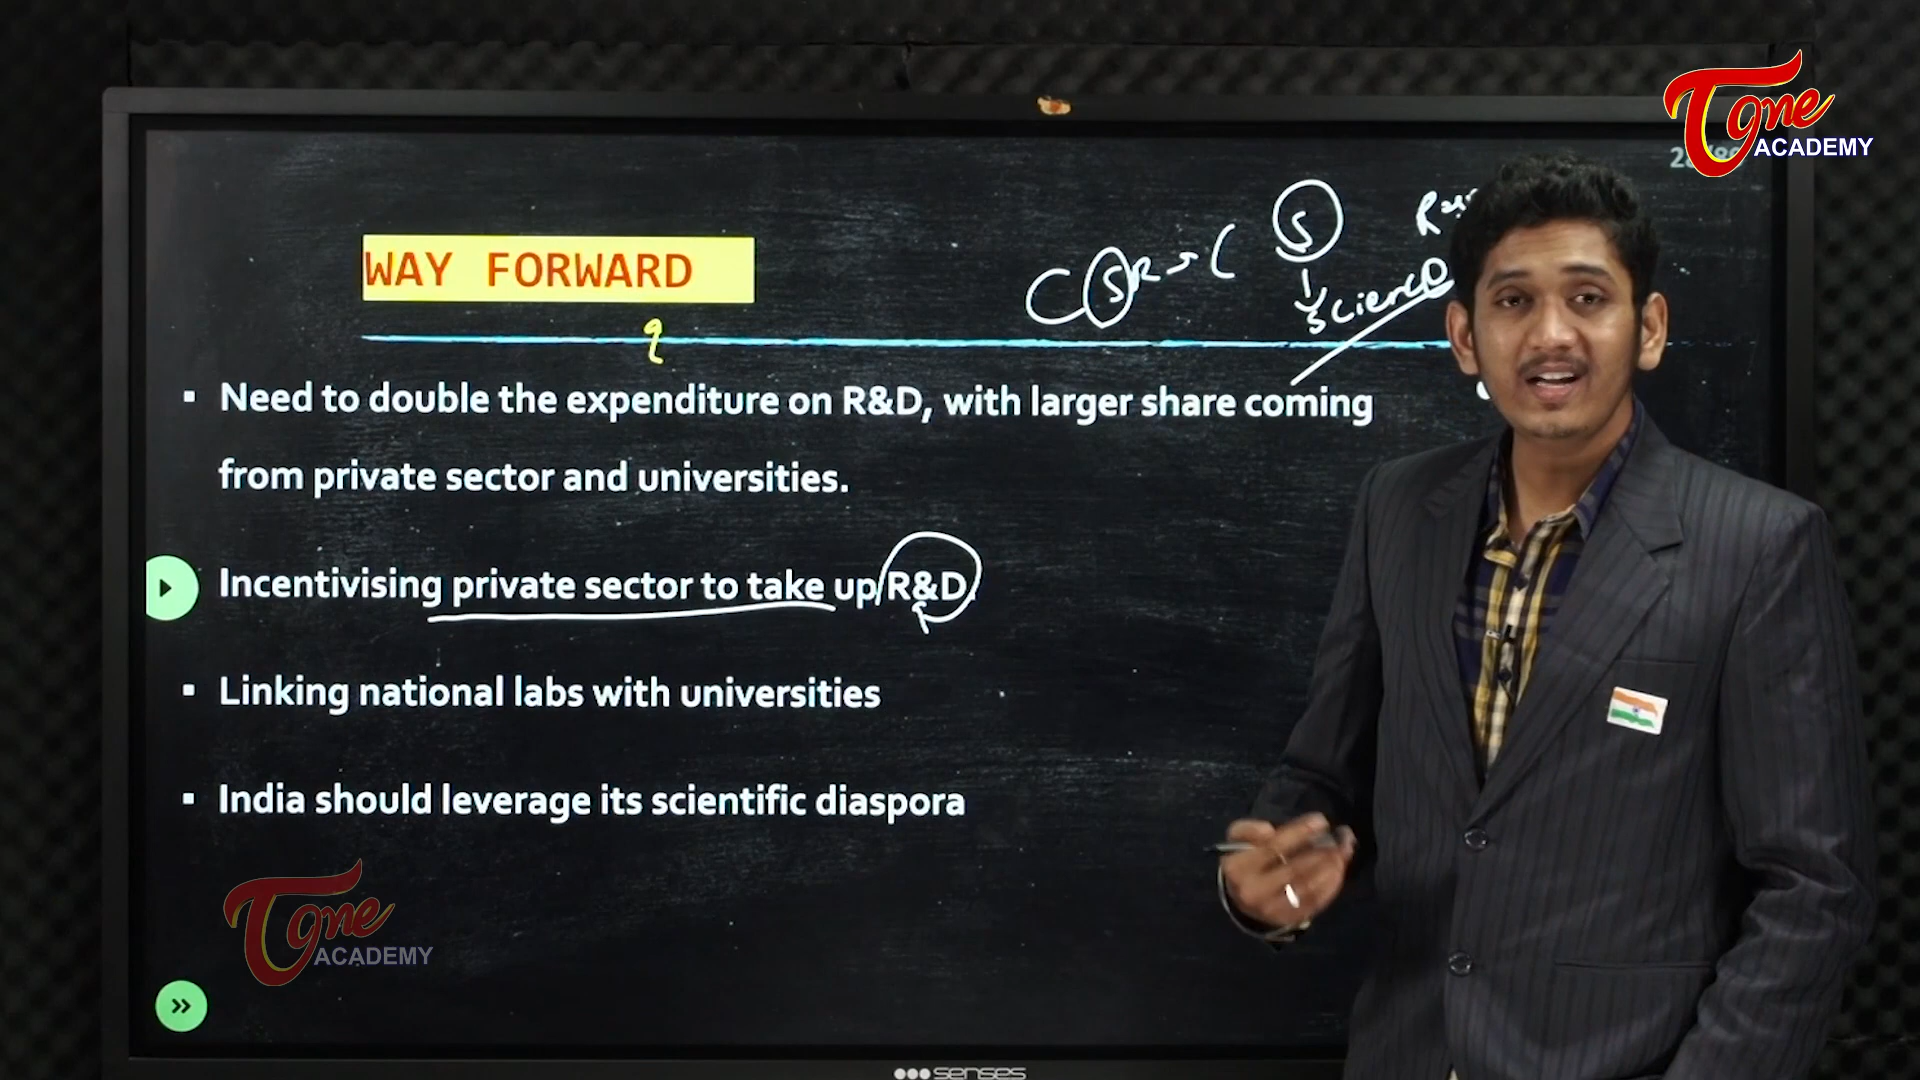 Tone
ACADEMY
WAY FORWARD
CSR → C S
Science
Need to double the expenditure on R&D, with larger share coming
from private sector and universities.
Incentivising private sector to take up R&D.
Linking national labs with universities
India should leverage its scientific diaspora
Tone
ACADEMY
senses